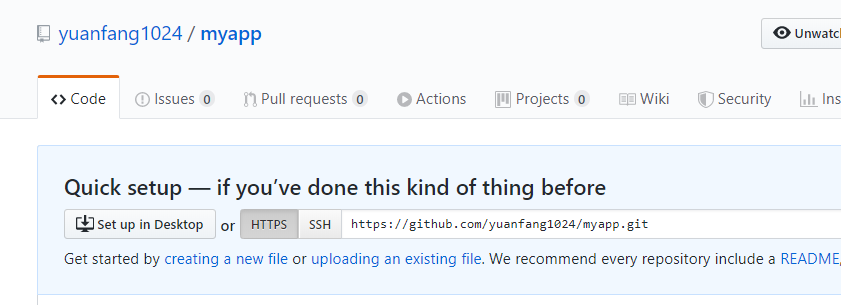 yuanfang1024 / myapp
Unwatch
Code Issues 0 Pull requests 0 Actions Projects 0 Wiki Security Ins
Quick setup — if you’ve done this kind of thing before
Set up in Desktop or HTTPS SSH https://github.com/yuanfang1024/myapp.git
Get started by creating a new file or uploading an existing file. We recommend every repository include a README,